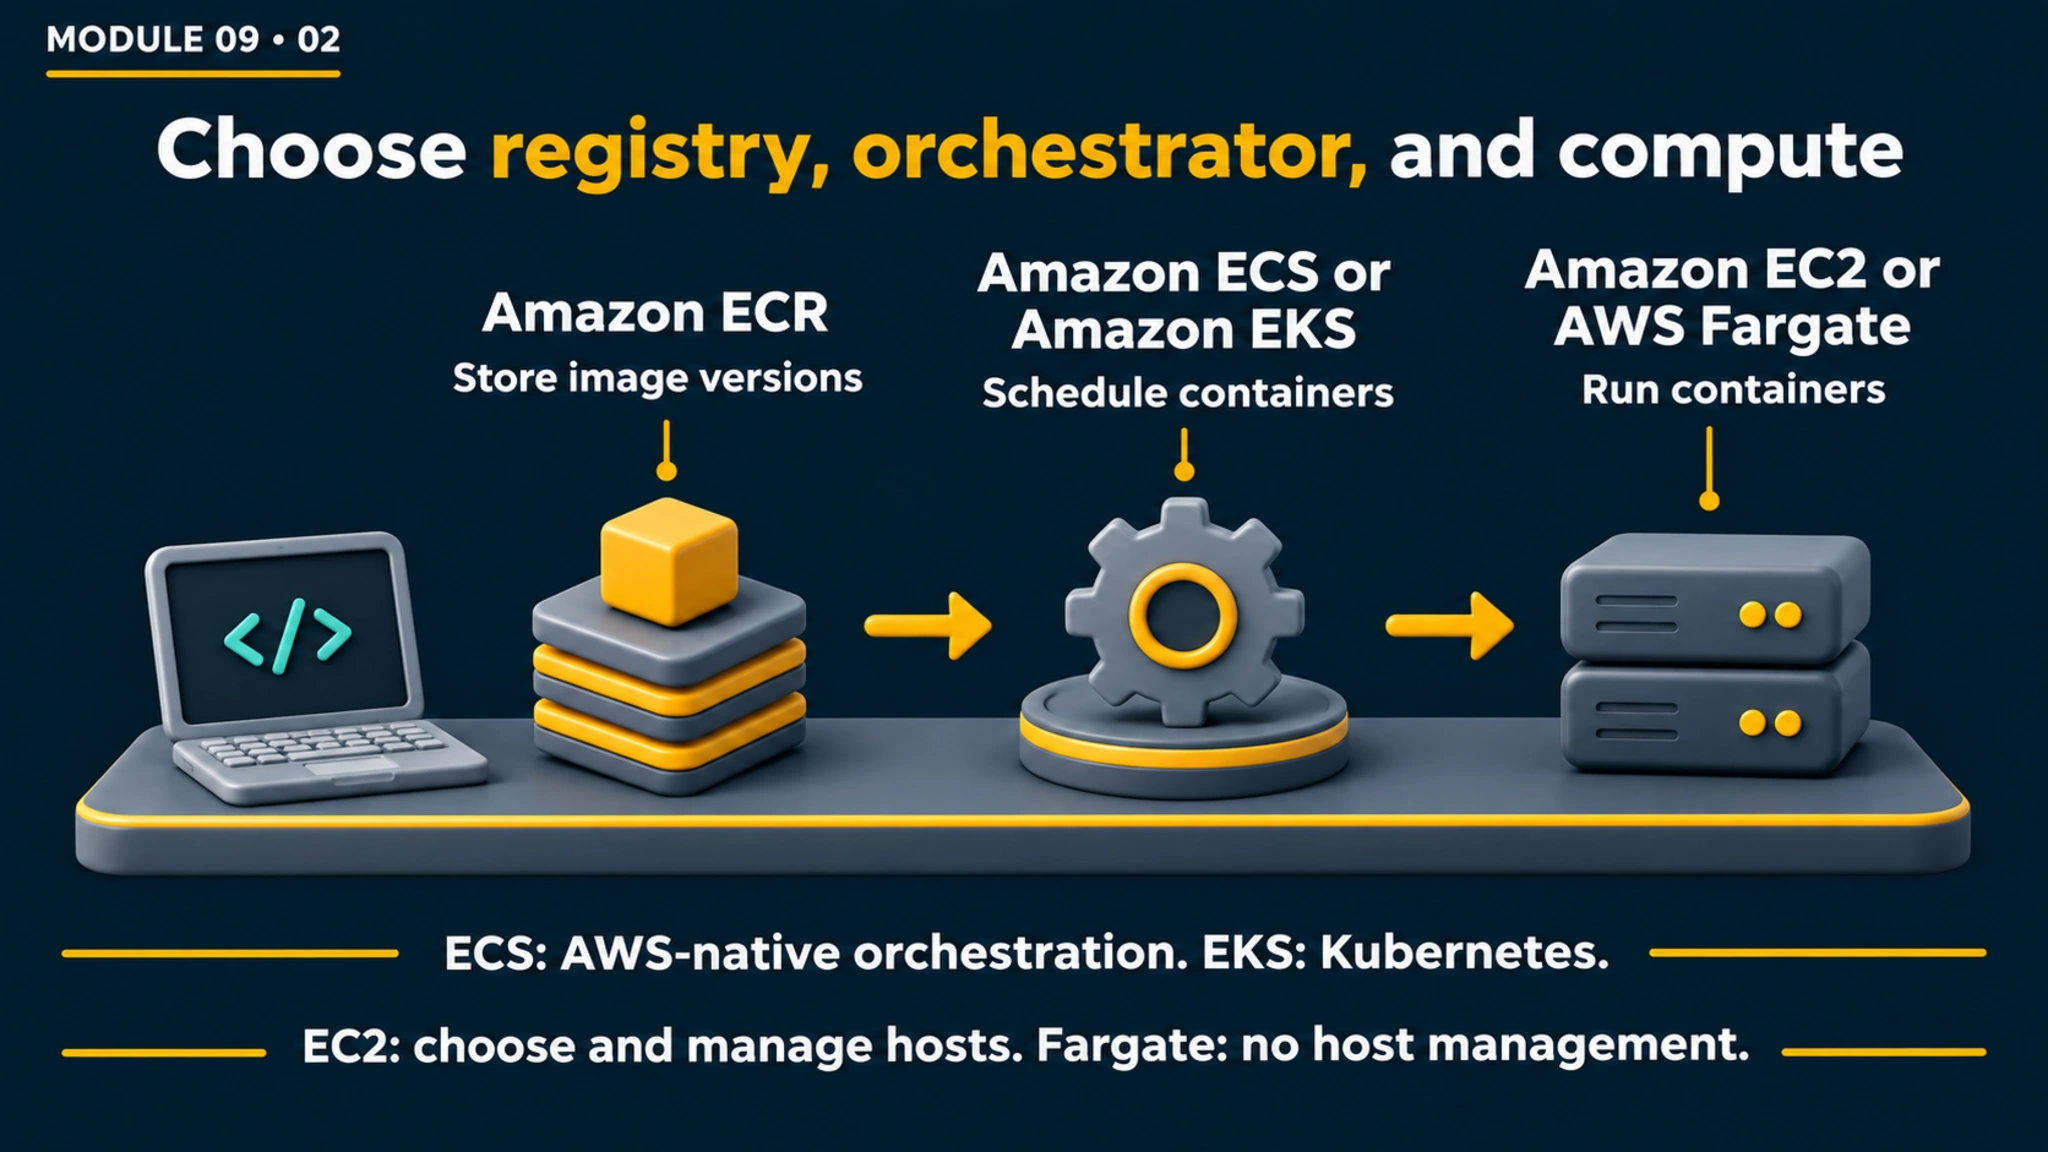 MODULE 09 • 02
Choose registry, orchestrator, and compute
Amazon ECR
Store image versions
Amazon ECS or
Amazon EKS
Schedule containers
Amazon EC2 or
AWS Fargate
Run containers
</>
ECS: AWS-native orchestration. EKS: Kubernetes.
EC2: choose and manage hosts. Fargate: no host management.